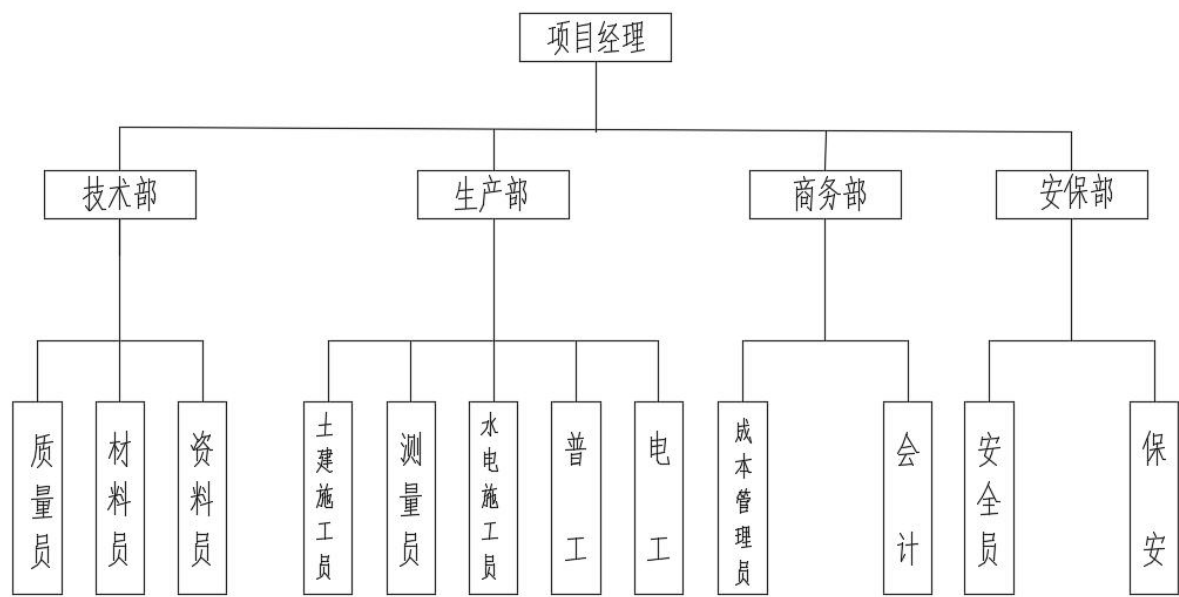 项目经理
技术部
生产部
商务部
安保部
质量员
材料员
资料员
土建施工员
测量员
水电施工员
普工
电工
成本管理员
会计
安全员
保安